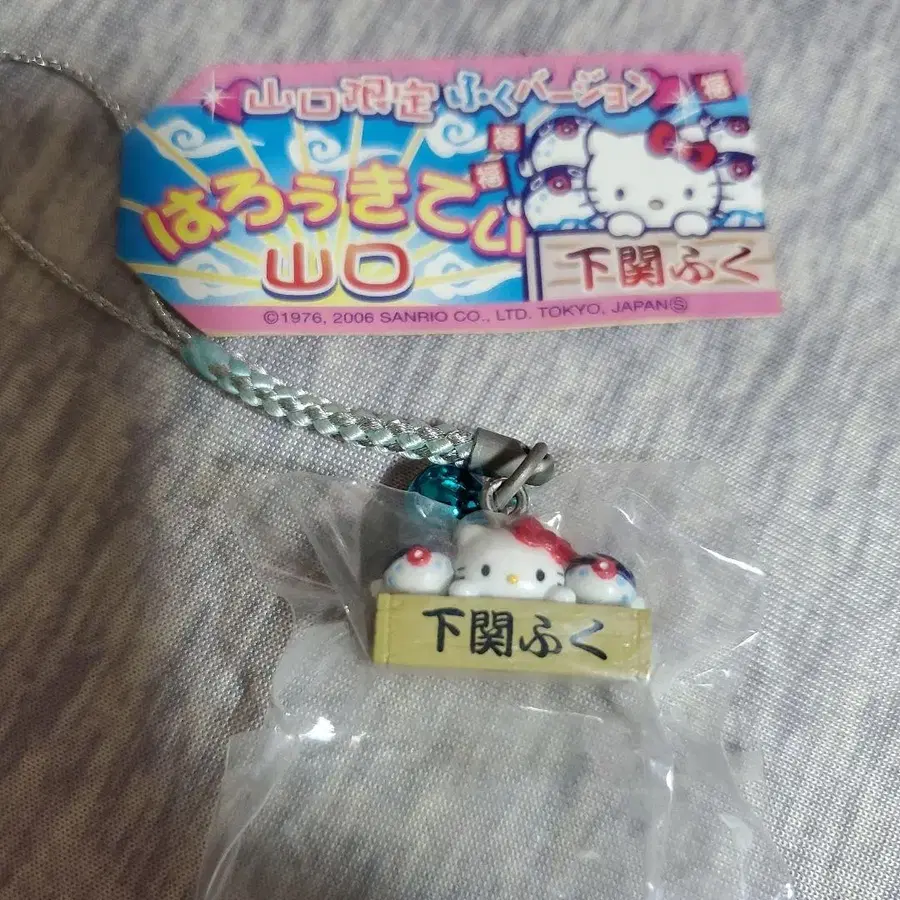 山口限定 ふくバージョン
福
福
福
はろうきてぃ
山口
下関ふく
©1976, 2006 SANRIO CO., LTD. TOKYO, JAPAN Ⓢ
下関ふく